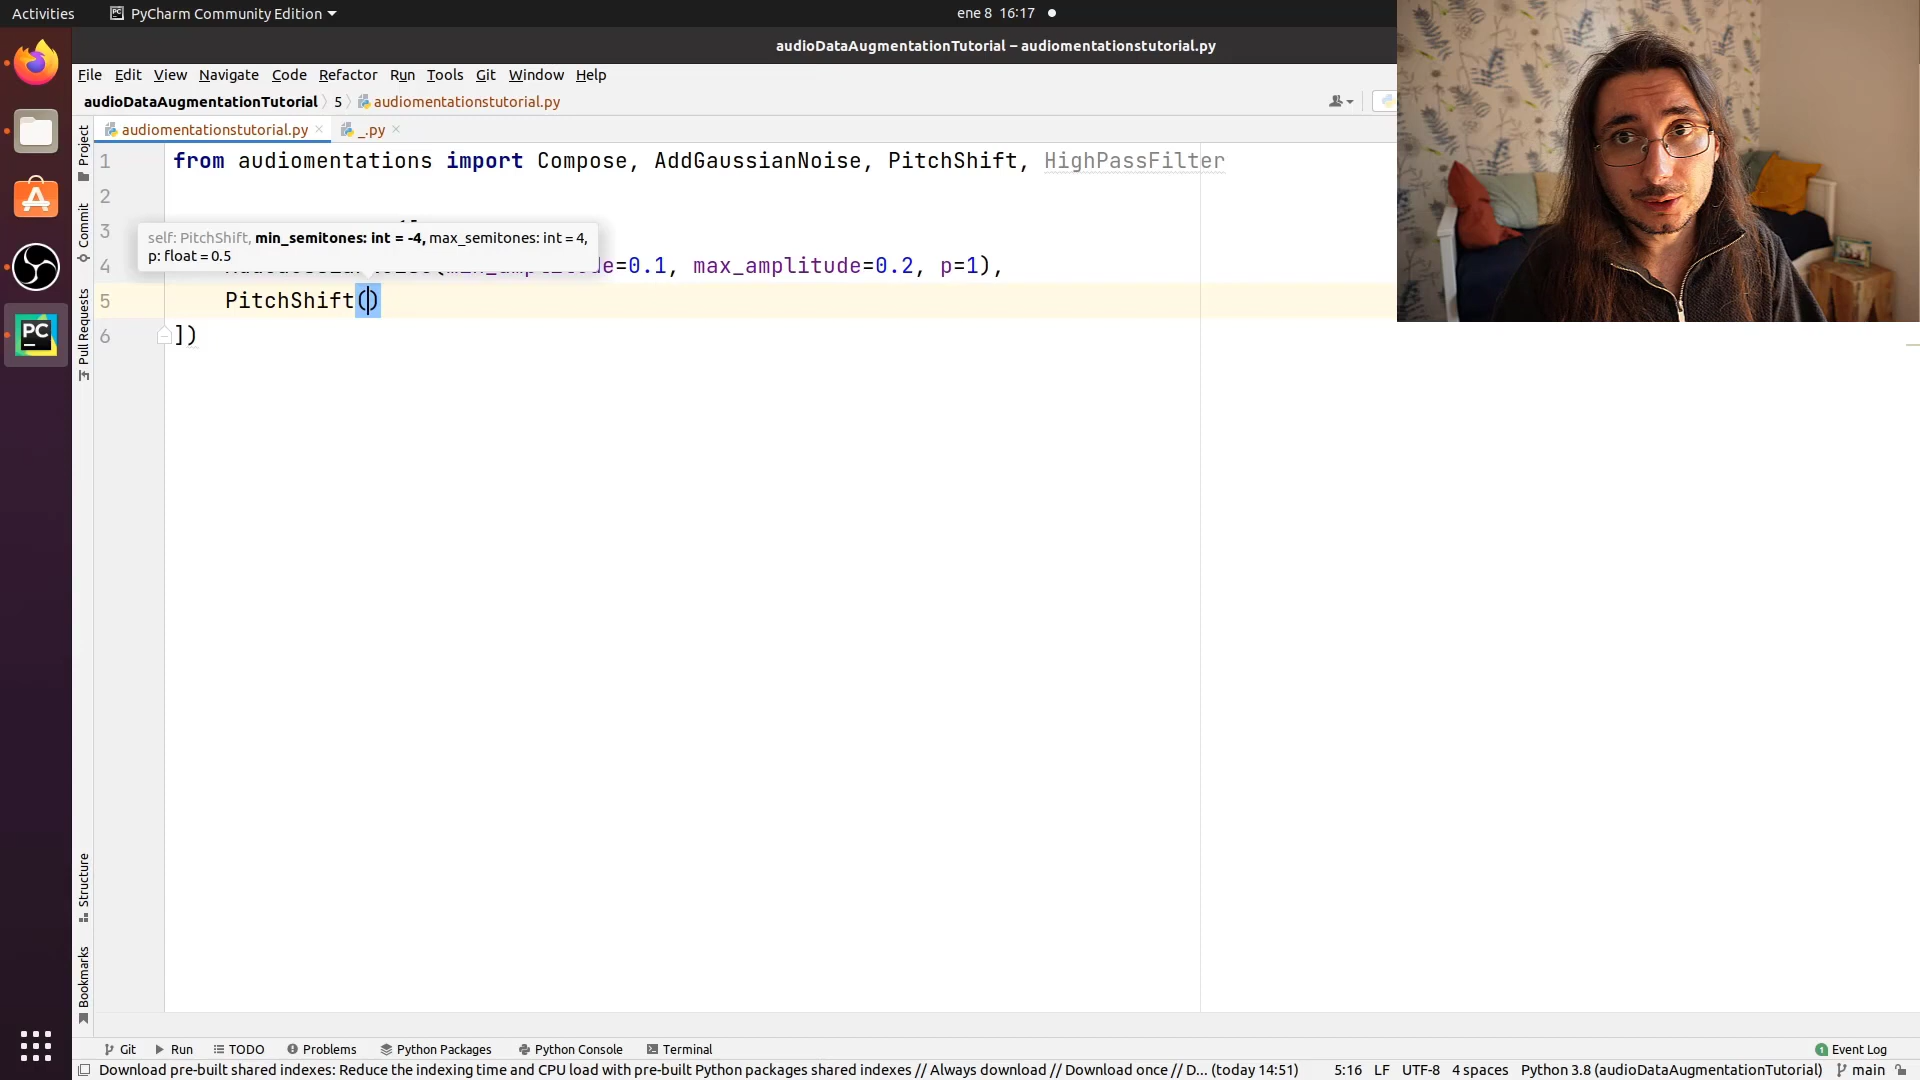 Activities PyCharm Community Edition ene 8 16:17
audioDataAugmentationTutorial – audiomentationstutorial.py
File Edit View Navigate Code Refactor Run Tools Git Window Help
audioDataAugmentationTutorial 5 audiomentationstutorial.py
audiomentationstutorial.py _.py
Project
Commit
Pull Requests
Structure
Bookmarks
1 from audiomentations import Compose, AddGaussianNoise, PitchShift, HighPassFilter
2
3
self: PitchShift, min_semitones: int = -4, max_semitones: int = 4,
p: float = 0.5
4 =0.1, max_amplitude=0.2, p=1),
5 PitchShift()
6 ])
Git Run TODO Problems Python Packages Python Console Terminal 1 Event Log
Download pre-built shared indexes: Reduce the indexing time and CPU load with pre-built Python packages shared indexes // Always download // Download once // D... (today 14:51) 5:16 LF UTF-8 4 spaces Python 3.8 (audioDataAugmentationTutorial) main